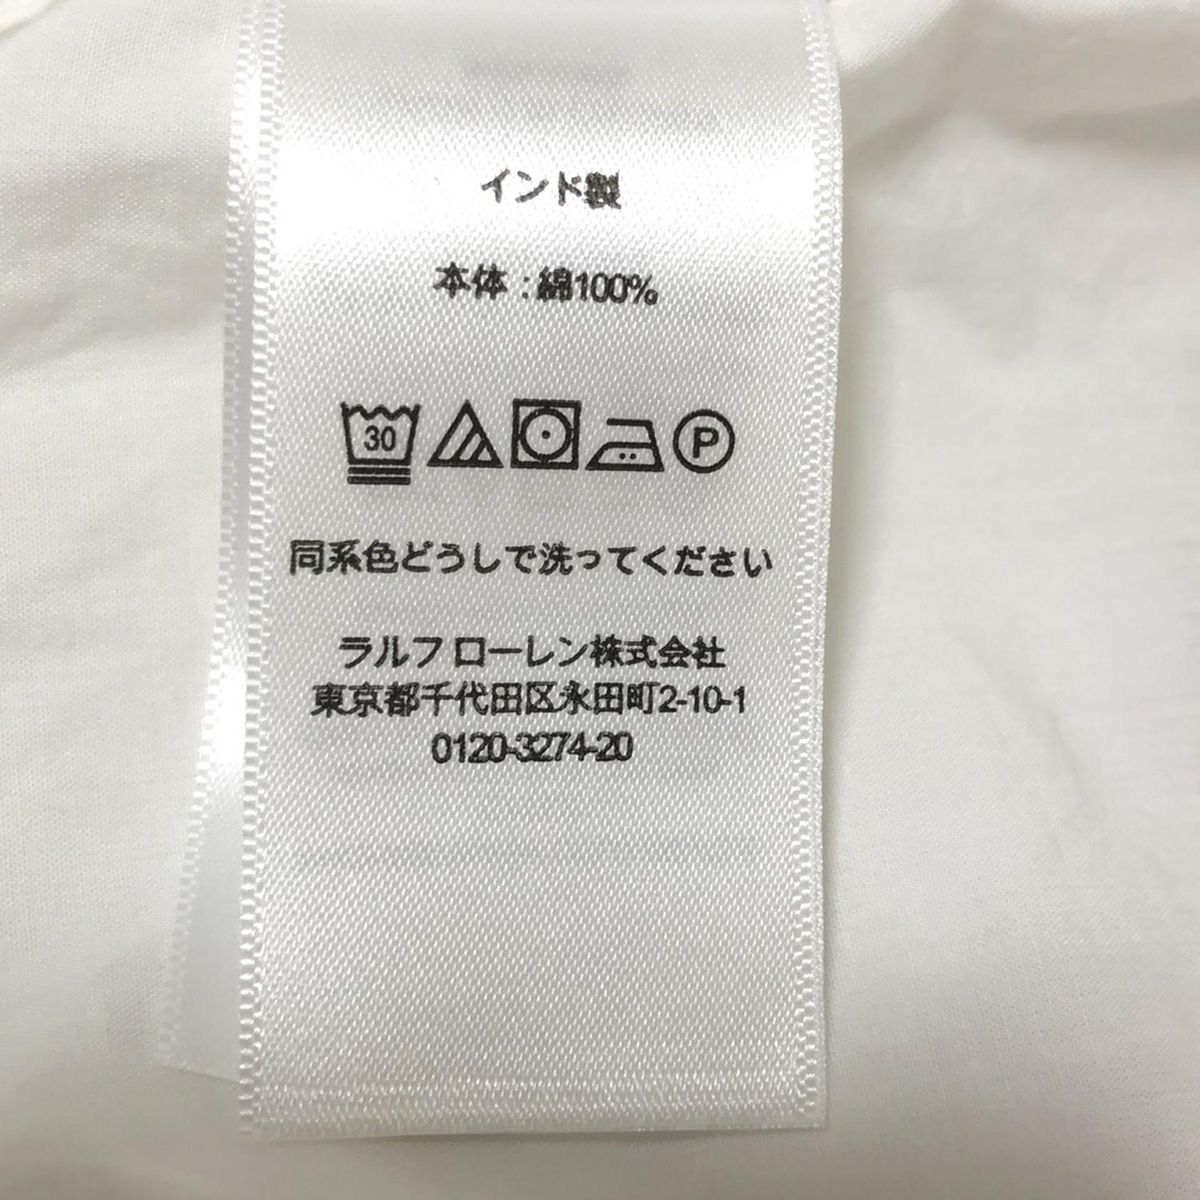 インド製
本体 : 綿100%
30 P
同系色どうしで洗ってください
ラルフ ローレン株式会社
東京都千代田区永田町2-10-1
0120-3274-20